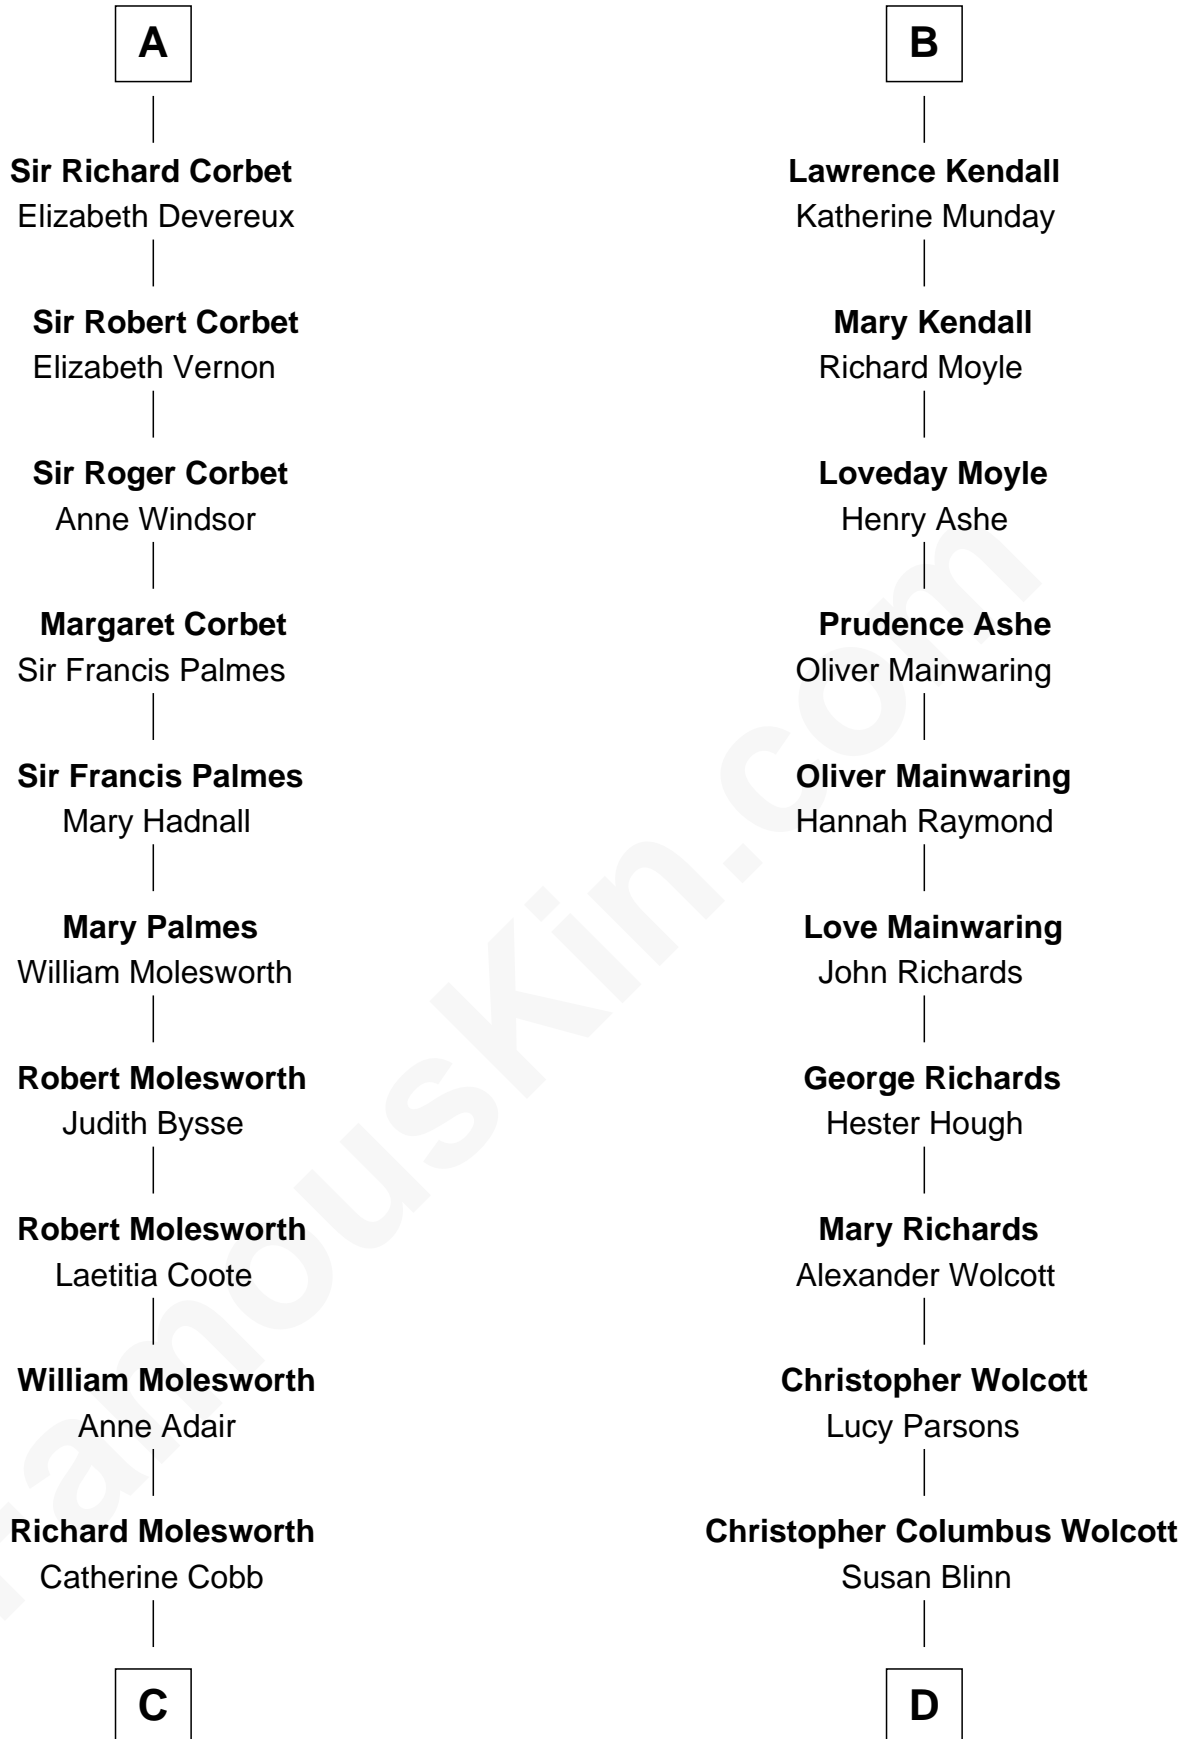 A
Sir Richard Corbet
Elizabeth Devereux
Sir Robert Corbet
Elizabeth Vernon
Sir Roger Corbet
Anne Windsor
Margaret Corbet
Sir Francis Palmes
Sir Francis Palmes
Mary Hadnall
Mary Palmes
William Molesworth
Robert Molesworth
Judith Bysse
Robert Molesworth
Laetitia Coote
William Molesworth
Anne Adair
Richard Molesworth
Catherine Cobb
C
B
Lawrence Kendall
Katherine Munday
Mary Kendall
Richard Moyle
Loveday Moyle
Henry Ashe
Prudence Ashe
Oliver Mainwaring
Oliver Mainwaring
Hannah Raymond
Love Mainwaring
John Richards
George Richards
Hester Hough
Mary Richards
Alexander Wolcott
Christopher Wolcott
Lucy Parsons
Christopher Columbus Wolcott
Susan Blinn
D
FamousKin.com